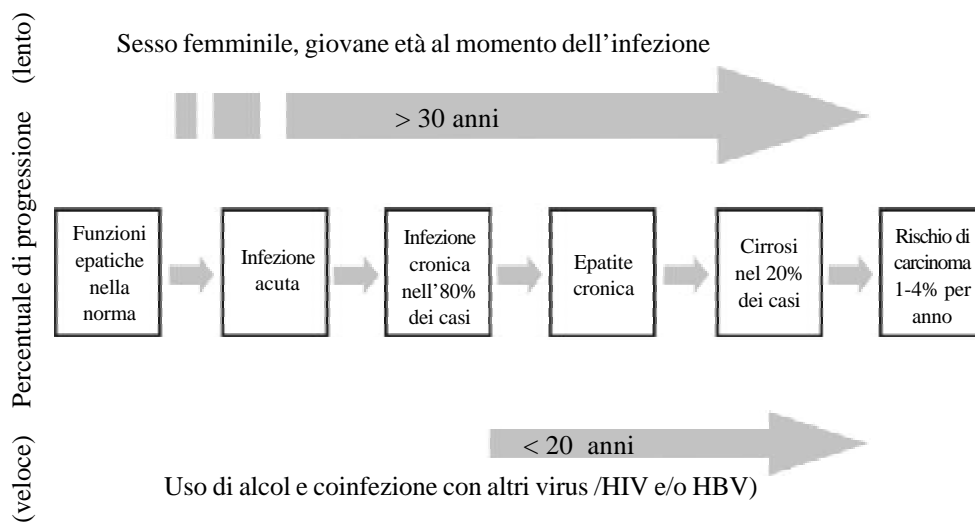 Percentuale di progressione (lento)
(veloce)
Sesso femminile, giovane età al momento dell’infezione
> 30 anni
Funzioni
epatiche
nella
norma
Infezione
acuta
Infezione
cronica
nell’80%
dei casi
Epatite
cronica
Cirrosi
nel 20%
dei casi
Rischio di
carcinoma
1-4% per
anno
< 20 anni
Uso di alcol e coinfezione con altri virus /HIV e/o HBV)